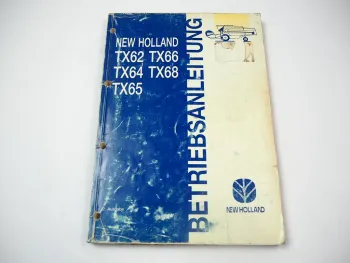 NEW HOLLAND
TX62 TX66
TX64 TX68
TX65
BETRIEBSANLEITUNG
NEW HOLLAND